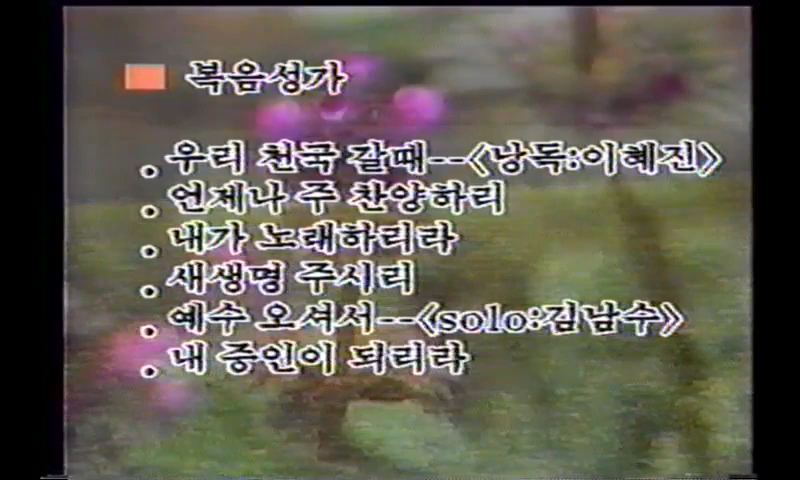 ■ 복음성가
. 우리 천국 갈때--<낭독:이혜진>
. 언제나 주 찬양하리
. 내가 노래하리라
. 새생명 주시리
. 예수 오셔서--<solo:김남수>
. 내 증인이 되리라